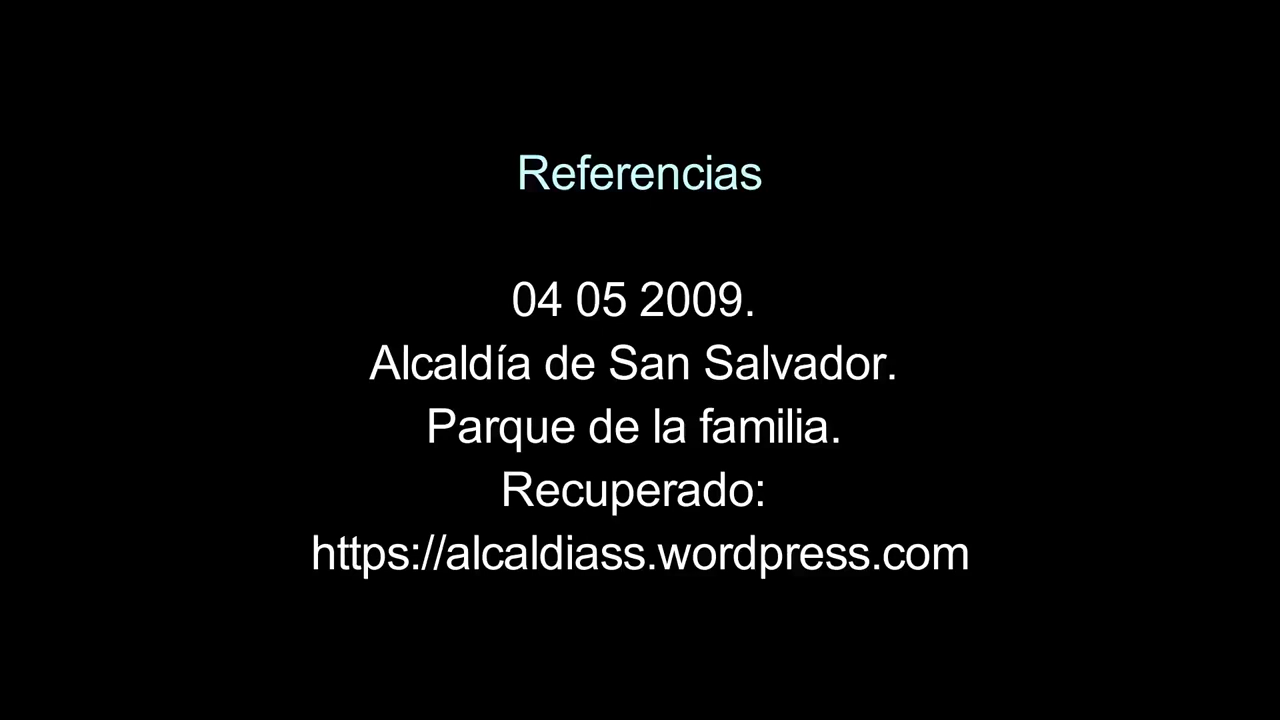 Referencias
04 05 2009.
Alcaldía de San Salvador.
Parque de la familia.
Recuperado:
https://alcaldiass.wordpress.com